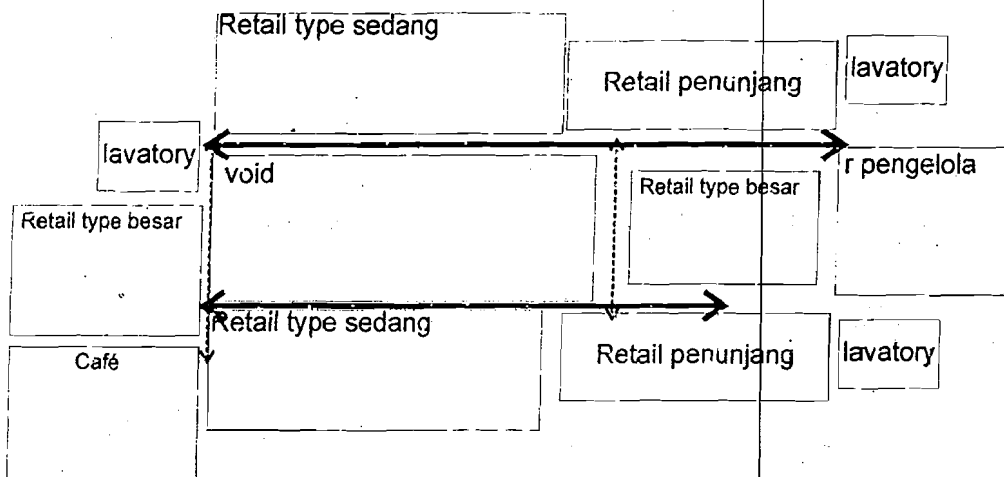 Retail type sedang
Retail penunjang
lavatory
lavatory
void
r pengelola
Retail type besar
Retail type besar
Retail type sedang
Retail penunjang
lavatory
Café